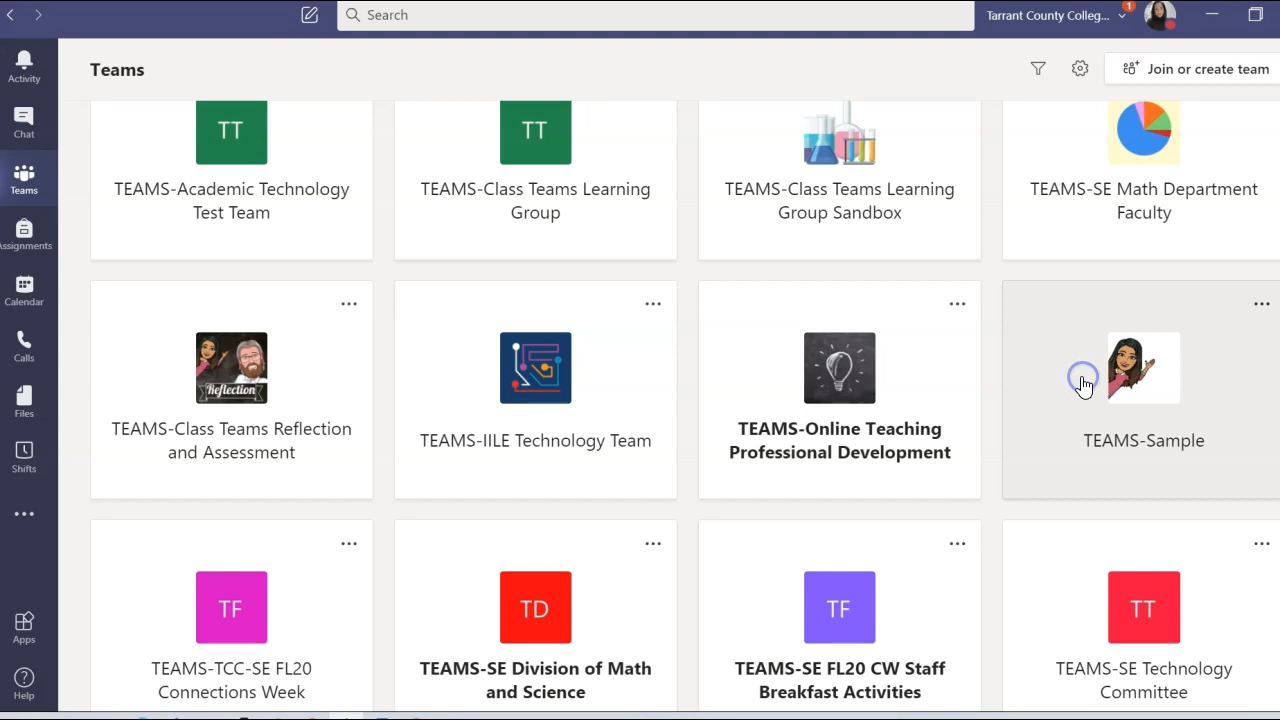 Search
Tarrant County Colleg...
1
Activity
Chat
Teams
Assignments
Calendar
Calls
Files
Shifts
Apps
Help
Teams
Join or create team
TT
TEAMS-Academic Technology
Test Team
TT
TEAMS-Class Teams Learning
Group
TEAMS-Class Teams Learning
Group Sandbox
TEAMS-SE Math Department
Faculty
Reflection
TEAMS-Class Teams Reflection
and Assessment
TEAMS-IILE Technology Team
TEAMS-Online Teaching
Professional Development
TEAMS-Sample
TF
TEAMS-TCC-SE FL20
Connections Week
TD
TEAMS-SE Division of Math
and Science
TF
TEAMS-SE FL20 CW Staff
Breakfast Activities
TT
TEAMS-SE Technology
Committee